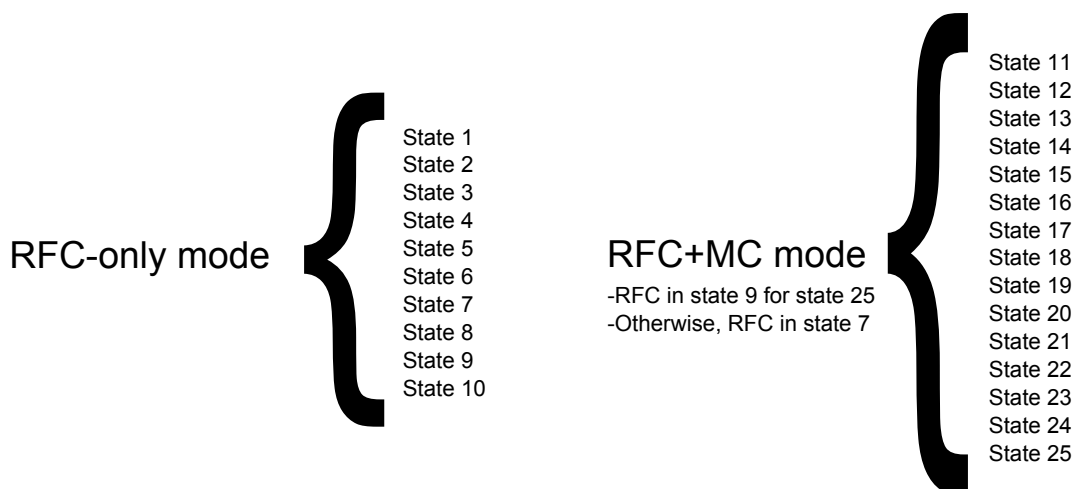 RFC-only mode
State 1
State 2
State 3
State 4
State 5
State 6
State 7
State 8
State 9
State 10
RFC+MC mode
-RFC in state 9 for state 25
-Otherwise, RFC in state 7
State 11
State 12
State 13
State 14
State 15
State 16
State 17
State 18
State 19
State 20
State 21
State 22
State 23
State 24
State 25